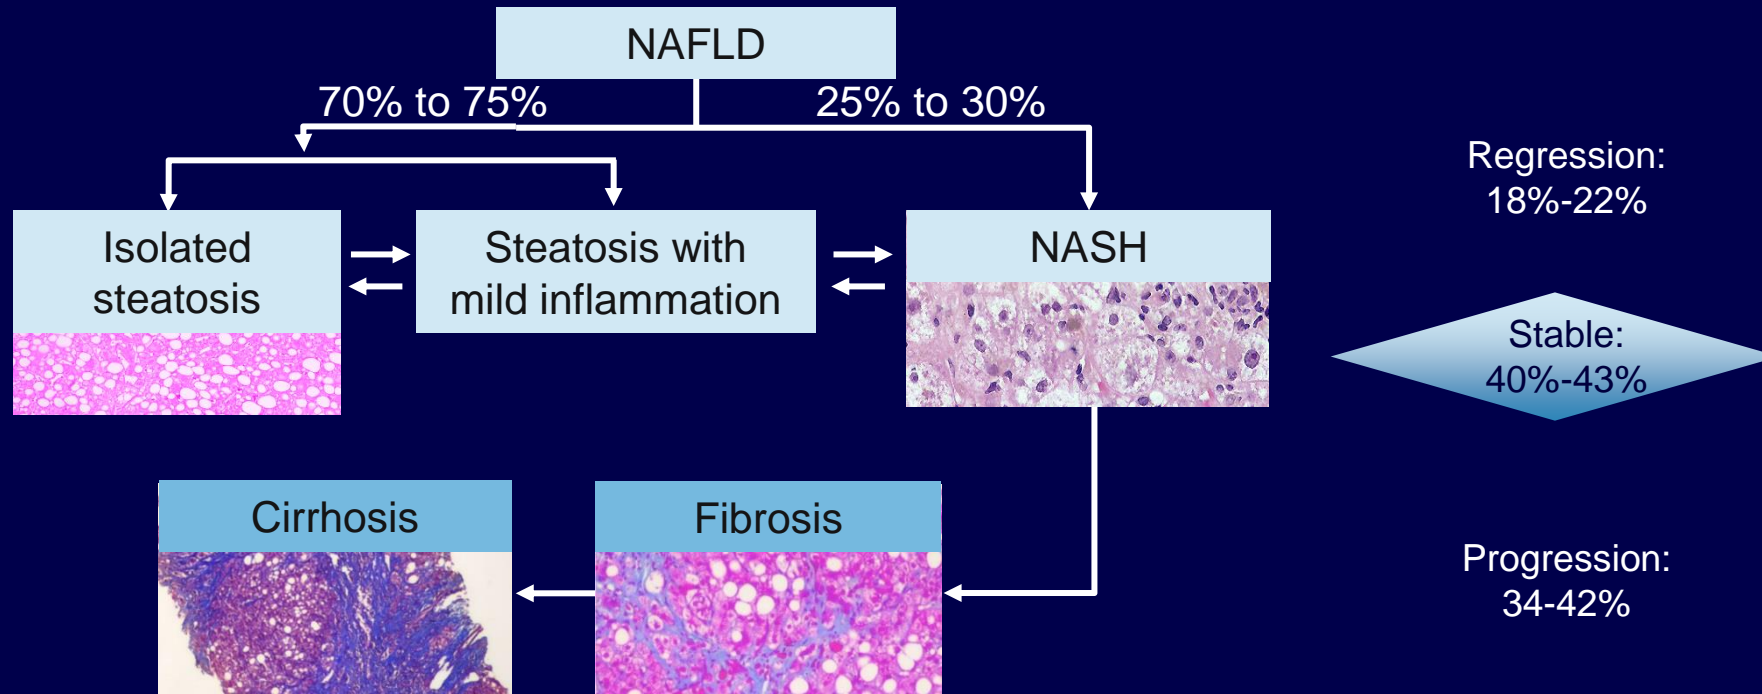 NAFLD
70% to 75%
25% to 30%
Isolated
steatosis
Steatosis with
mild inflammation
NASH
Regression:
18%-22%
Stable:
40%-43%
Cirrhosis
Fibrosis
Progression:
34-42%